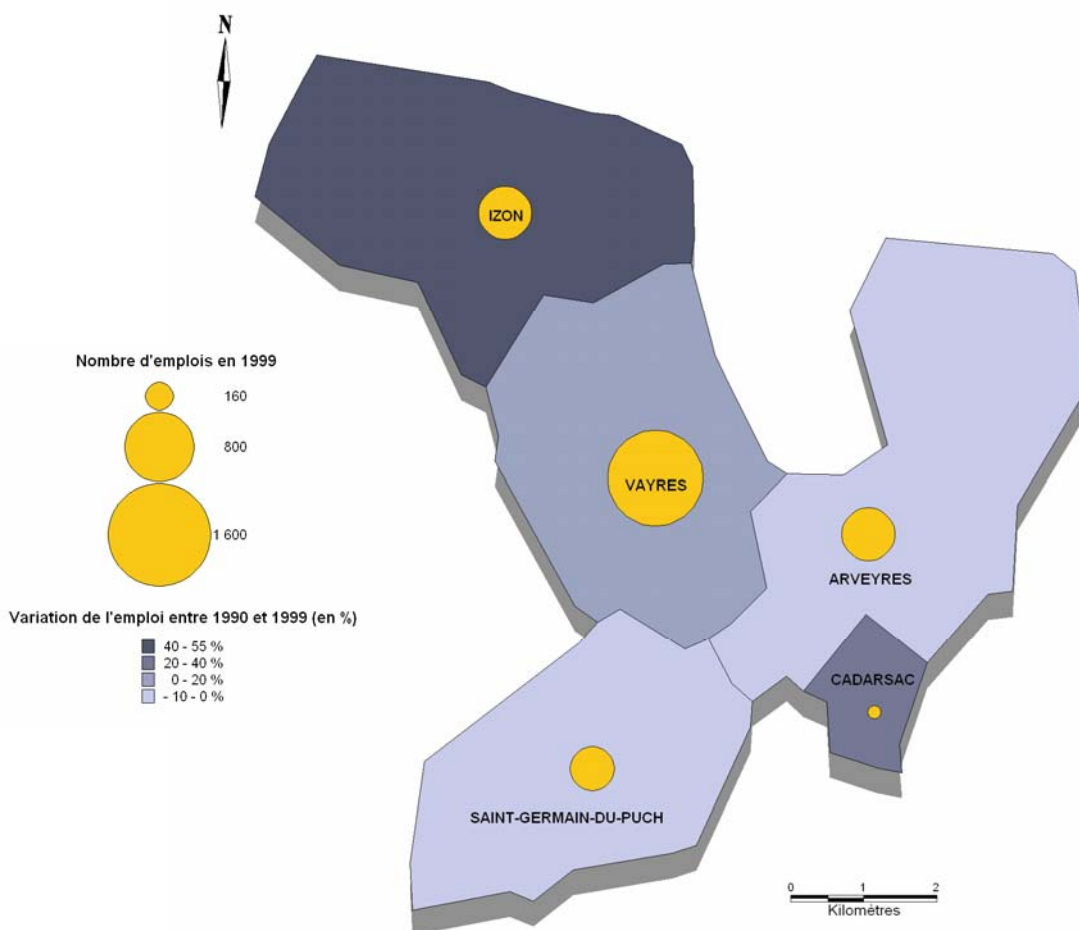 N
IZON
Nombre d'emplois en 1999
160
800
1 600
VAYRES
ARVEYRES
Variation de l'emploi entre 1990 et 1999 (en %)
40 - 55 %
20 - 40 %
0 - 20 %
- 10 - 0 %
CADARSAC
SAINT-GERMAIN-DU-PUCH
0 1 2
Kilomètres